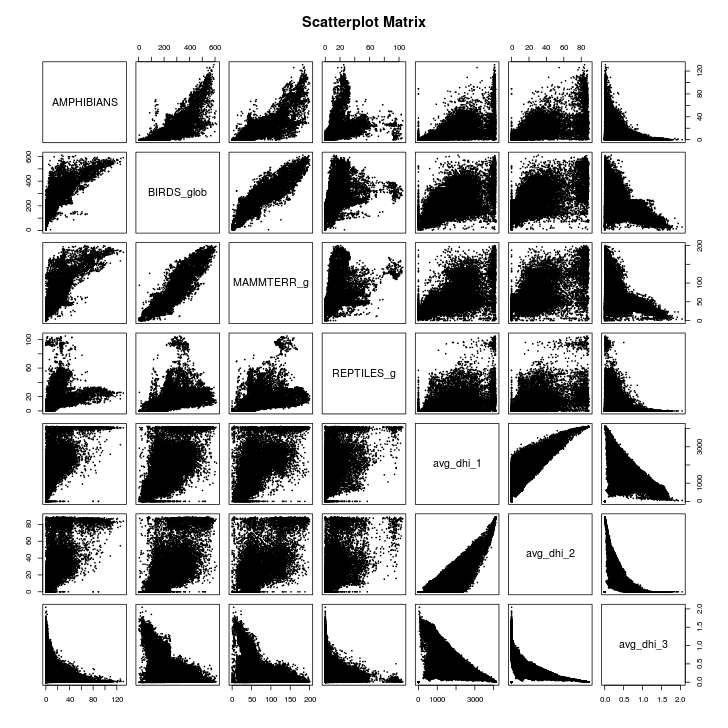 Scatterplot Matrix
0 200 400 600 0 20 60 100 0 20 40 60 80
AMPHIBIANS 0 40 80 120
0 200 400 600 BIRDS_glob
MAMMTERR_g 0 50 100 200
0 20 60 100 REPTILES_g
avg_dhi_1 0 1000 3000
0 20 40 60 80 avg_dhi_2
avg_dhi_3 0.0 0.5 1.0 1.5 2.0
0 40 80 120 0 50 100 200 0 1000 3000 0.0 0.5 1.0 1.5 2.0